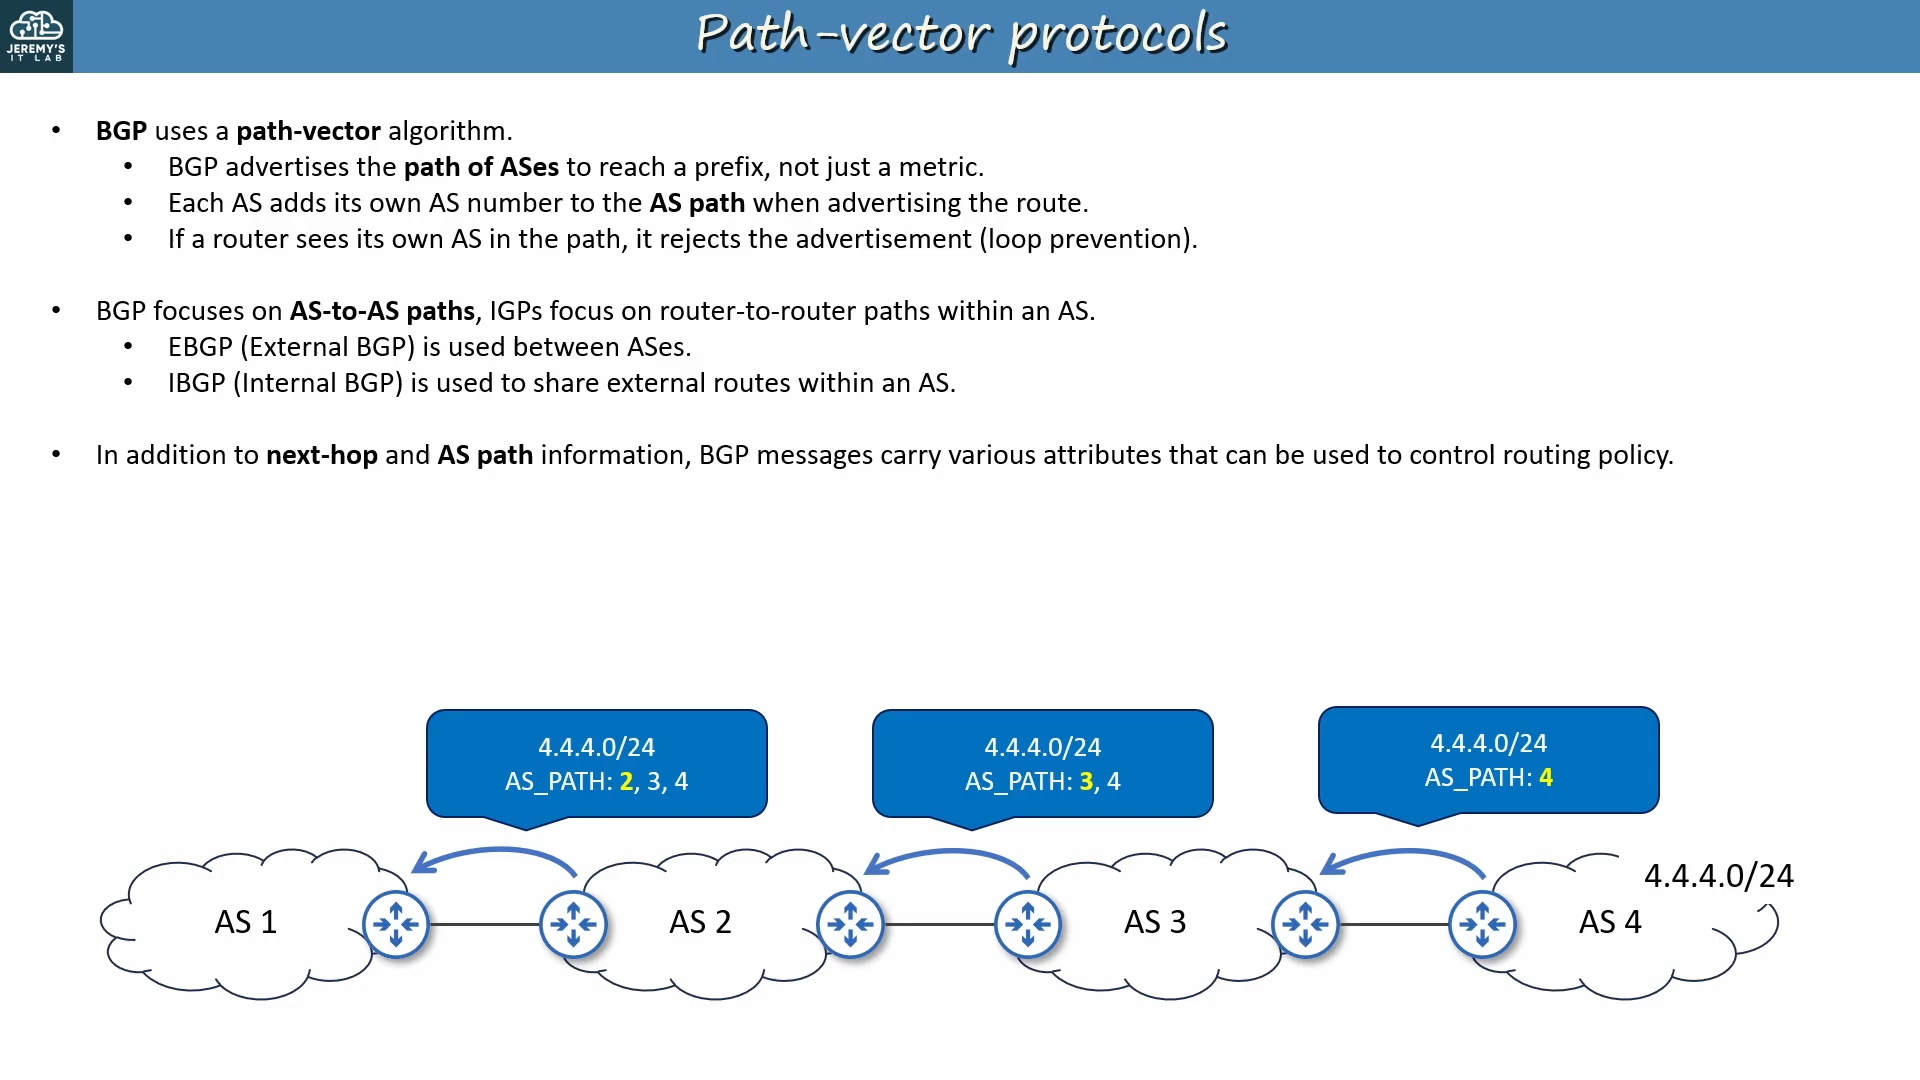 JEREMY'S
IT LAB
Path-vector protocols
• BGP uses a path-vector algorithm.
• BGP advertises the path of ASes to reach a prefix, not just a metric.
• Each AS adds its own AS number to the AS path when advertising the route.
• If a router sees its own AS in the path, it rejects the advertisement (loop prevention).
• BGP focuses on AS-to-AS paths, IGPs focus on router-to-router paths within an AS.
• EBGP (External BGP) is used between ASes.
• IBGP (Internal BGP) is used to share external routes within an AS.
• In addition to next-hop and AS path information, BGP messages carry various attributes that can be used to control routing policy.
4.4.4.0/24
AS_PATH: 2, 3, 4
4.4.4.0/24
AS_PATH: 3, 4
4.4.4.0/24
AS_PATH: 4
AS 1
AS 2
AS 3
4.4.4.0/24
AS 4